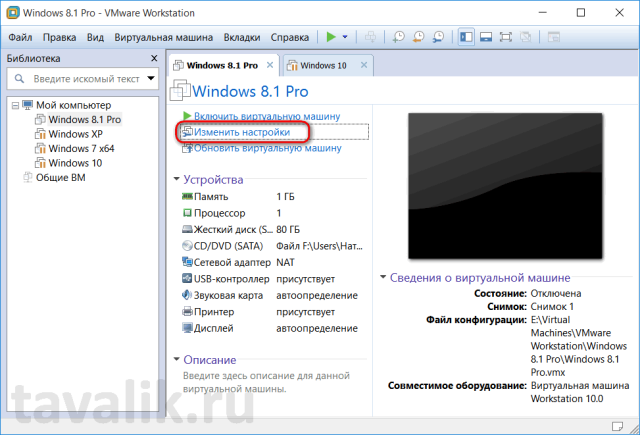 Windows 8.1 Pro - VMware Workstation
Файл Правка Вид Виртуальная машина Вкладки Справка
Библиотека
Введите искомый текст
Мой компьютер
Windows 8.1 Pro
Windows XP
Windows 7 x64
Windows 10
Общие ВМ
Windows 8.1 Pro Windows 10
Windows 8.1 Pro
Включить виртуальную машину
Изменить настройки
Обновить виртуальную машину
Устройства
Память 1 ГБ
Процессор 1
Жесткий диск (S... 80 ГБ
CD/DVD (SATA) Файл F:\Users\Нат...
Сетевой адаптер NAT
USB-контроллер присутствует
Звуковая карта автоопределение
Принтер присутствует
Дисплей автоопределение
Описание
Введите здесь описание для данной
виртуальной машины.
Сведения о виртуальной машине
Состояние: Отключена
Снимок: Снимок 1
Файл конфигурации: E:\Virtual
Machines\VMware
Workstation\Windows
8.1 Pro\Windows 8.1
Pro.vmx
Совместимое оборудование: Виртуальная машина
Workstation 10.0
tavalik.ru